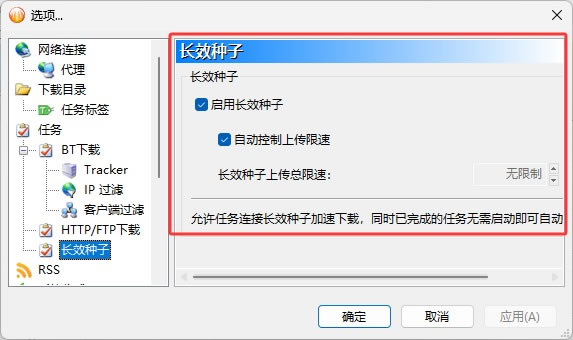 选项...
网络连接
代理
下载目录
任务标签
任务
BT下载
Tracker
IP 过滤
客户端过滤
HTTP/FTP下载
长效种子
RSS
长效种子
长效种子
启用长效种子
自动控制上传限速
长效种子上传总限速:
无限制
允许任务连接长效种子加速下载，同时已完成的任务无需启动即可自动
确定
取消
应用(A)